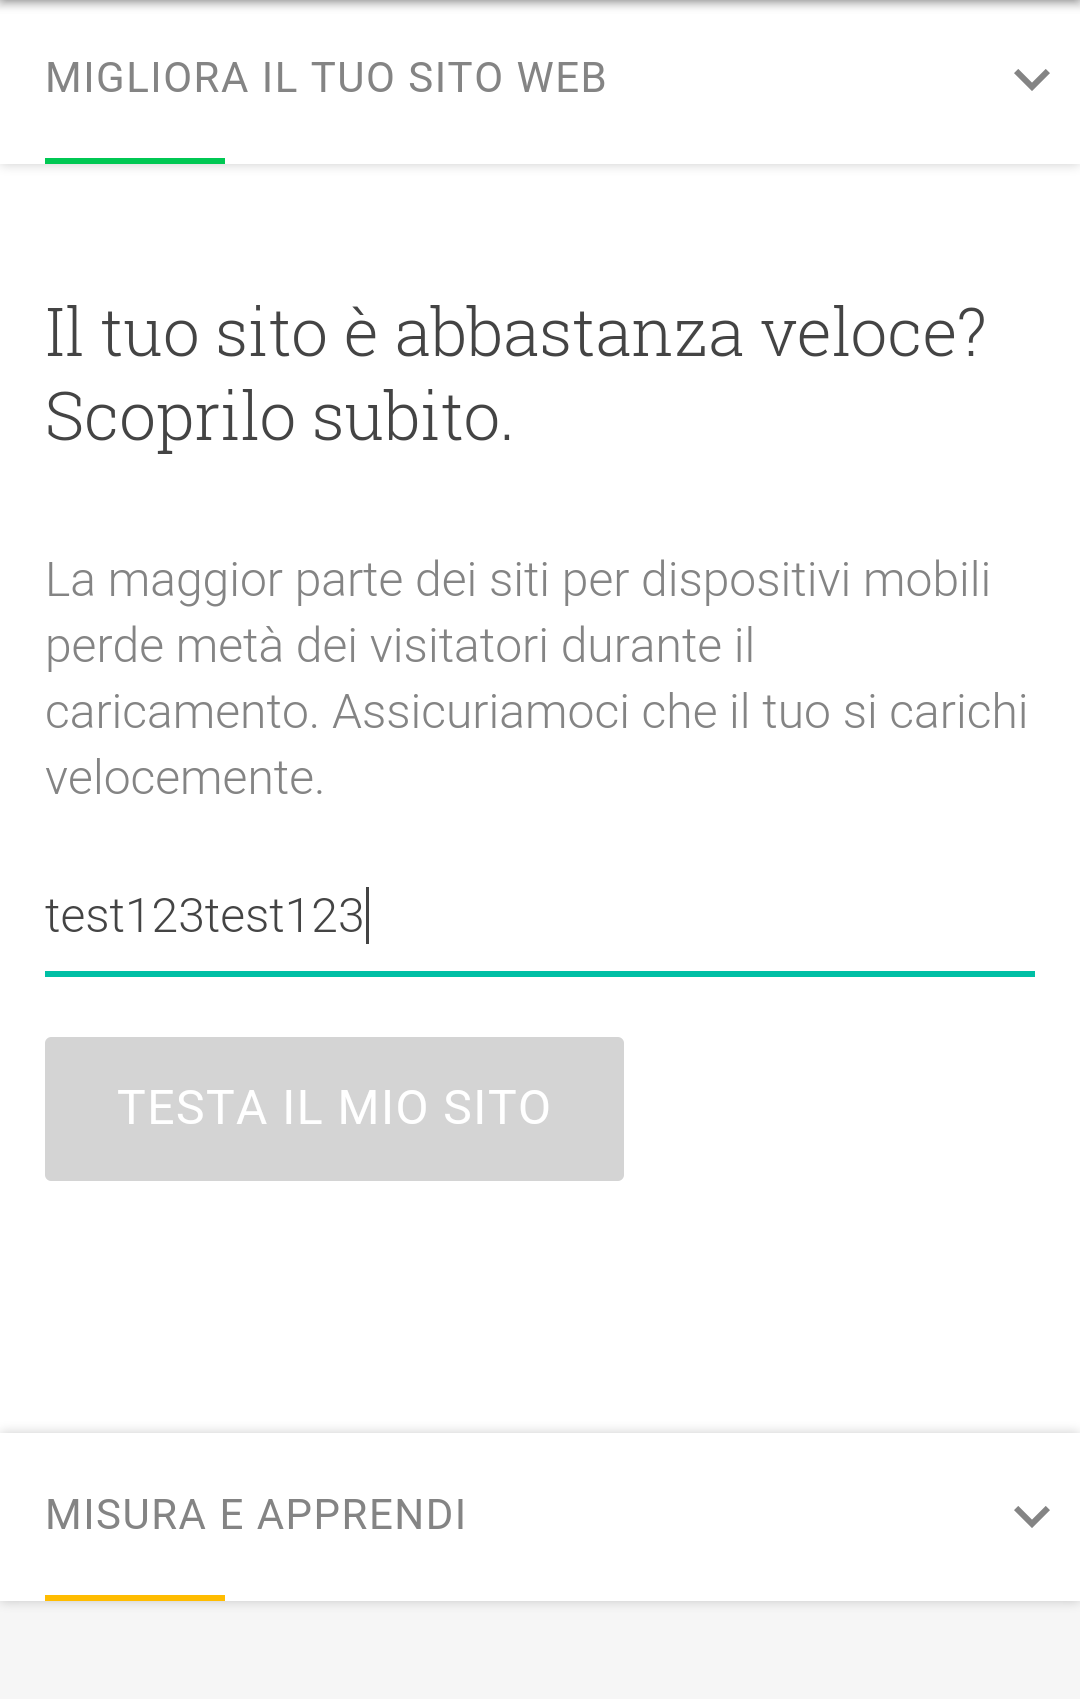 MIGLIORA IL TUO SITO WEB
Il tuo sito è abbastanza veloce?
Scoprilo subito.
La maggior parte dei siti per dispositivi mobili
perde metà dei visitatori durante il
caricamento. Assicuriamoci che il tuo si carichi
velocemente.
test123test123
TESTA IL MIO SITO
MISURA E APPRENDI